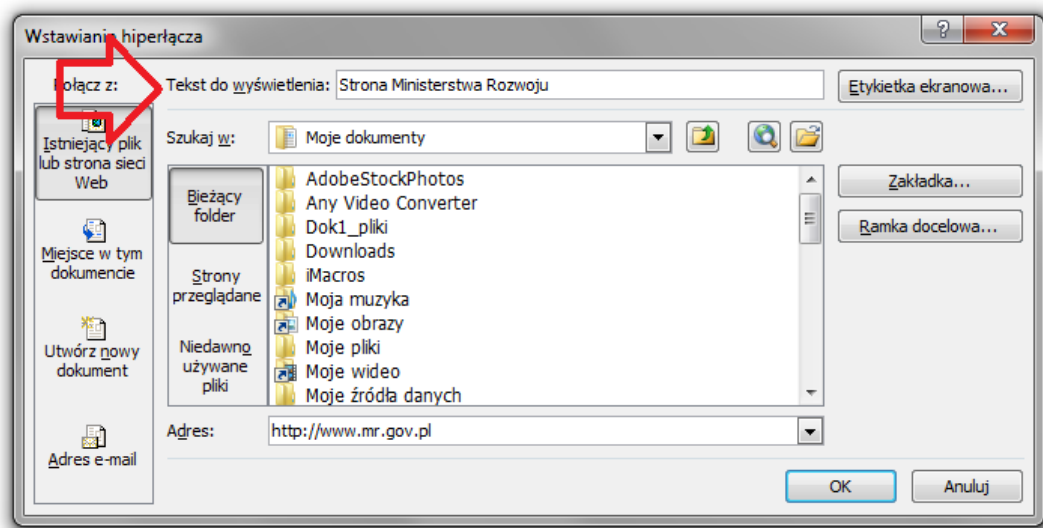 Wstawianie hiperłącza
Połącz z:
Tekst do wyświetlenia: Strona Ministerstwa Rozwoju
Etykietka ekranowa...
Istniejący plik
lub strona sieci
Web
Szukaj w:
Moje dokumenty
Miejsce w tym
dokumencie
Utwórz nowy
dokument
Adres e-mail
Bieżący
folder
Strony
przeglądane
Niedawno
używane
pliki
AdobeStockPhotos
Any Video Converter
Dok1_pliki
Downloads
iMacros
Moja muzyka
Moje obrazy
Moje pliki
Moje wideo
Moje źródła danych
Zakładka...
Ramka docelowa...
Adres:
http://www.mr.gov.pl
OK
Anuluj